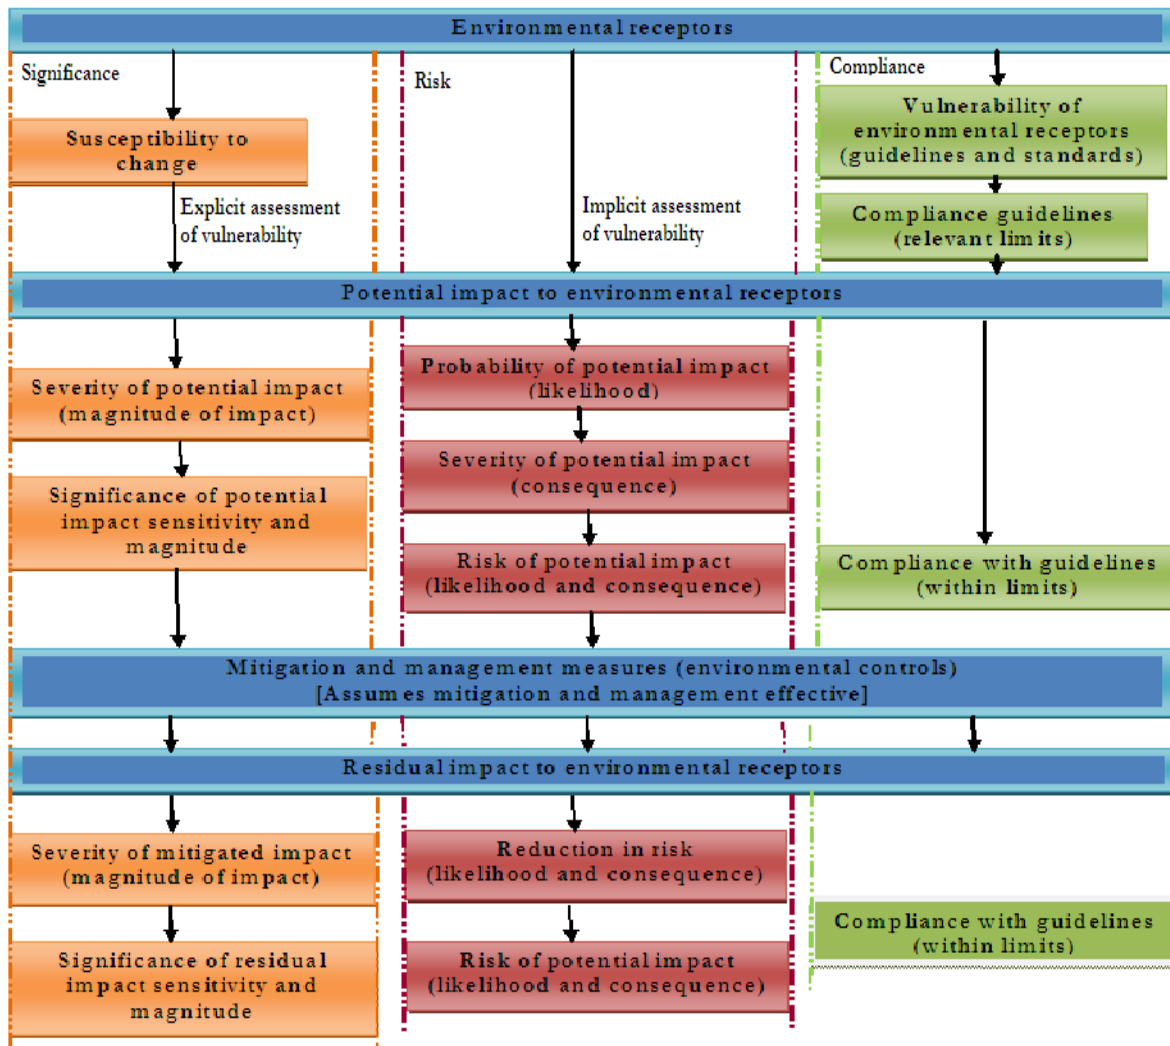 Environmental receptors
Significance
Risk
Compliance
Susceptibility to
change
Vulnerability of
environmental receptors
(guidelines and standards)
Explicit assessment
of vulnerability
Implicit assessment
of vulnerability
Compliance guidelines
(relevant limits)
Potential impact to environmental receptors
Severity of potential impact
(magnitude of impact)
Significance of potential
impact sensitivity and
magnitude
Probability of potential impact
(likelihood)
Severity of potential impact
(consequence)
Risk of potential impact
(likelihood and consequence)
Compliance with guidelines
(within limits)
Mitigation and management measures (environmental controls)
[Assumes mitigation and management effective]
Residual impact to environmental receptors
Severity of mitigated impact
(magnitude of impact)
Significance of residual
impact sensitivity and
magnitude
Reduction in risk
(likelihood and consequence)
Risk of potential impact
(likelihood and consequence)
Compliance with guidelines
(within limits)